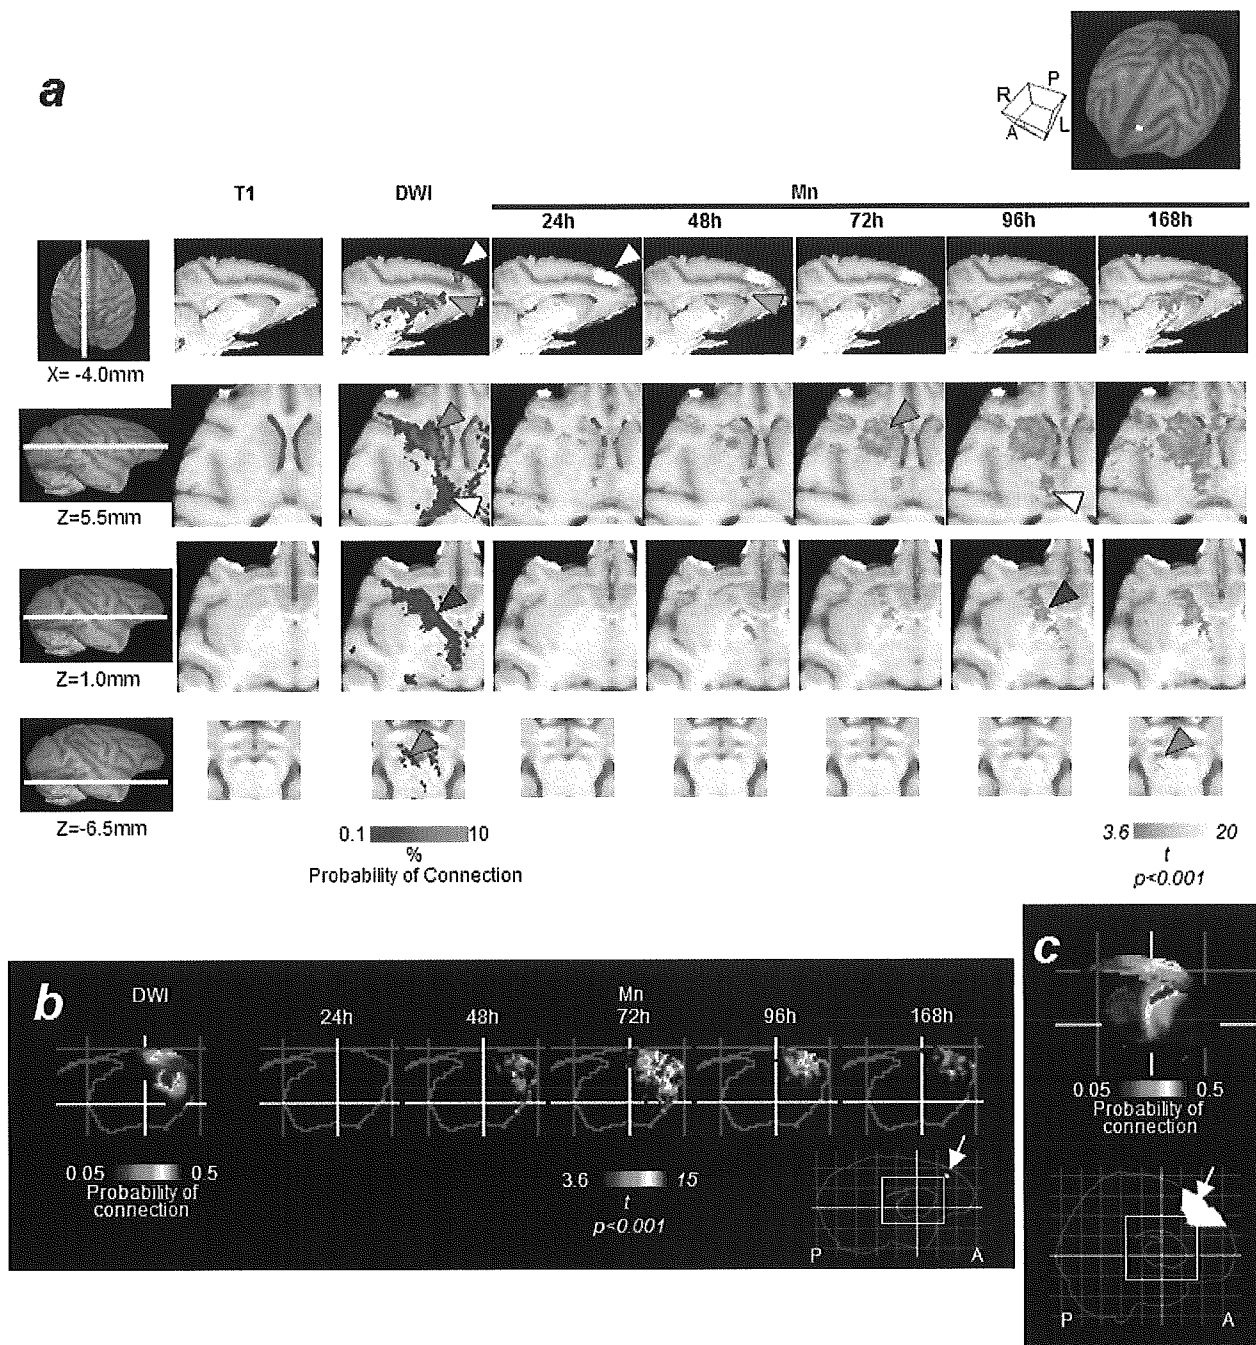 a
P
R
L
A
T1 DWI Mn
24h 48h 72h 96h 168h
X= -4.0mm
Z=5.5mm
Z=1.0mm
Z=-6.5mm
0.1 10
%
Probability of Connection
3.6 20
t
p<0.001
b
DWI Mn
24h 48h 72h 96h 168h
0.05 0.5
Probability of
connection
3.6 15
t
p<0.001
P A
c
0.05 0.5
Probability of
connection
P A